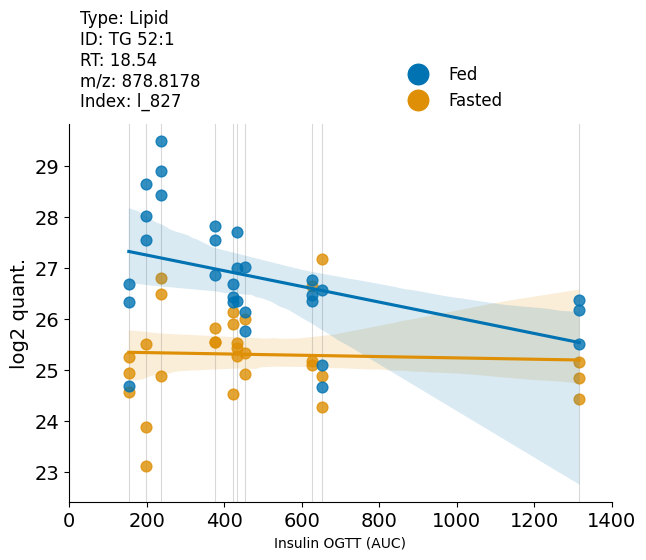 Type: Lipid
ID: TG 52:1
RT: 18.54
m/z: 878.8178
Index: l_827
Fed
Fasted
29
28
27
26
25
24
23
log2 quant.
0 200 400 600 800 1000 1200 1400
Insulin OGTT (AUC)